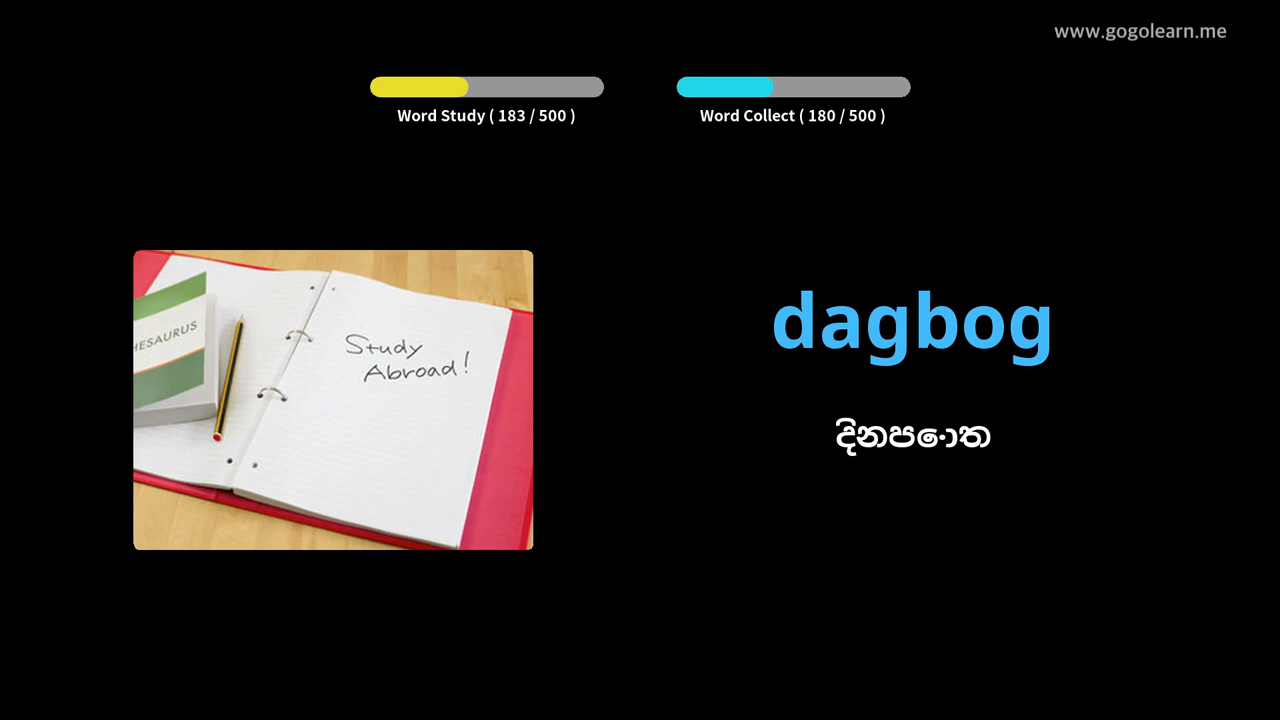 www.gogolearn.me
Word Study ( 183 / 500 )
Word Collect ( 180 / 500 )
HESAURUS
Study
Abroad!
dagbog
දිනපොත